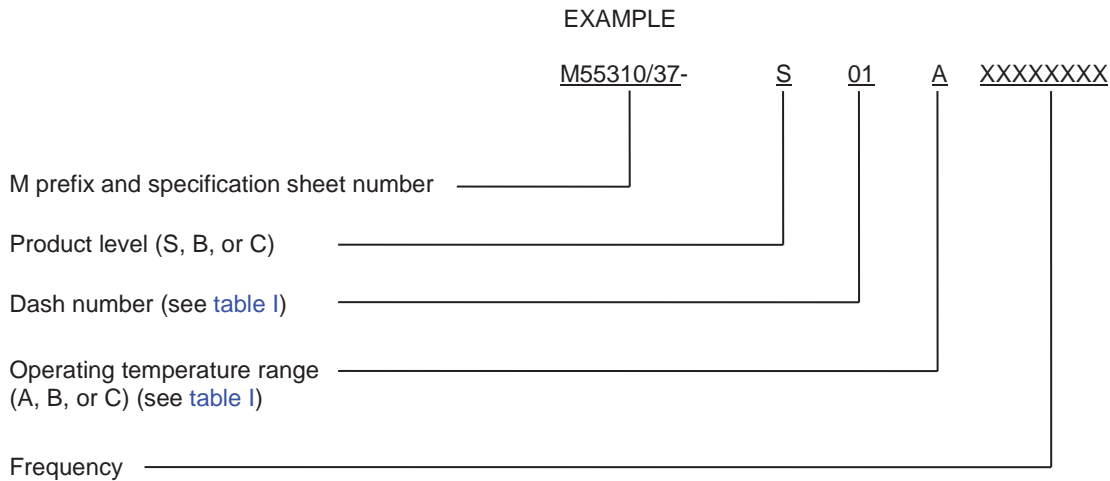 EXAMPLE
M55310/37- S 01 A XXXXXXXX
M prefix and specification sheet number
Product level (S, B, or C)
Dash number (see table I)
Operating temperature range
(A, B, or C) (see table I)
Frequency